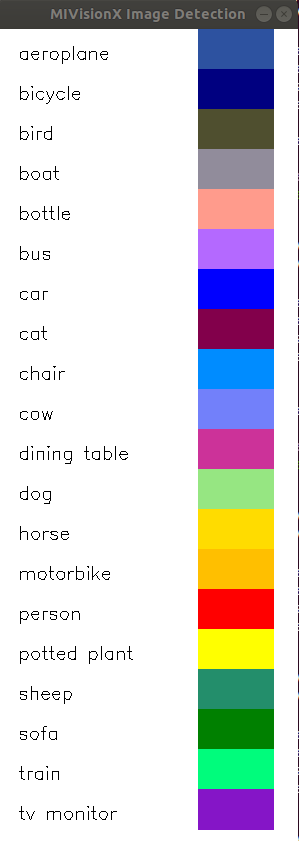 MIVisionX Image Detection
aeroplane
bicycle
bird
boat
bottle
bus
car
cat
chair
cow
dining table
dog
horse
motorbike
person
potted plant
sheep
sofa
train
tv monitor